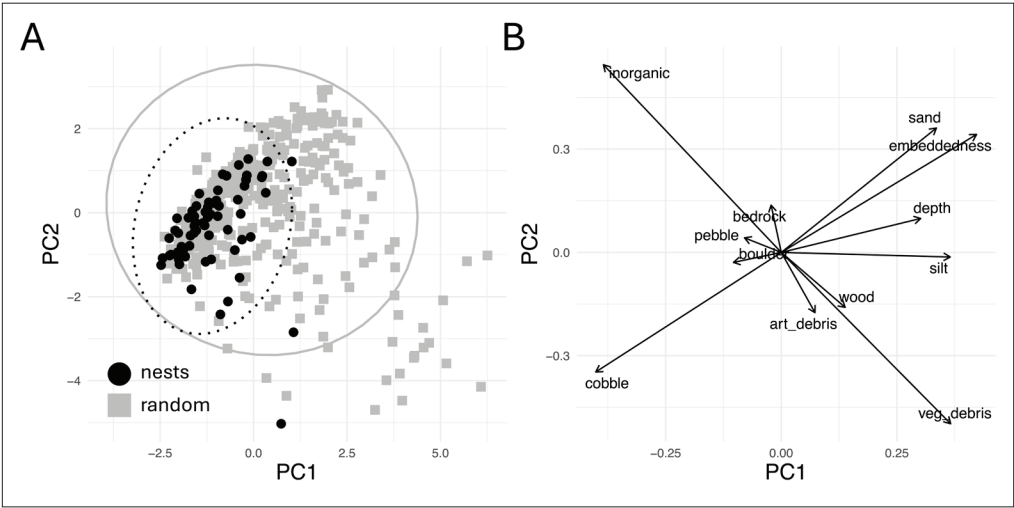 A
PC2
2
0
−2
−4
nests
random
−2.5
0.0
2.5
5.0
PC1
B
PC2
0.3
0.0
−0.3
inorganic
sand
embeddedness
bedrock
depth
pebble
boulder
silt
wood
art_debris
cobble
veg_debris
−0.25
0.00
0.25
PC1